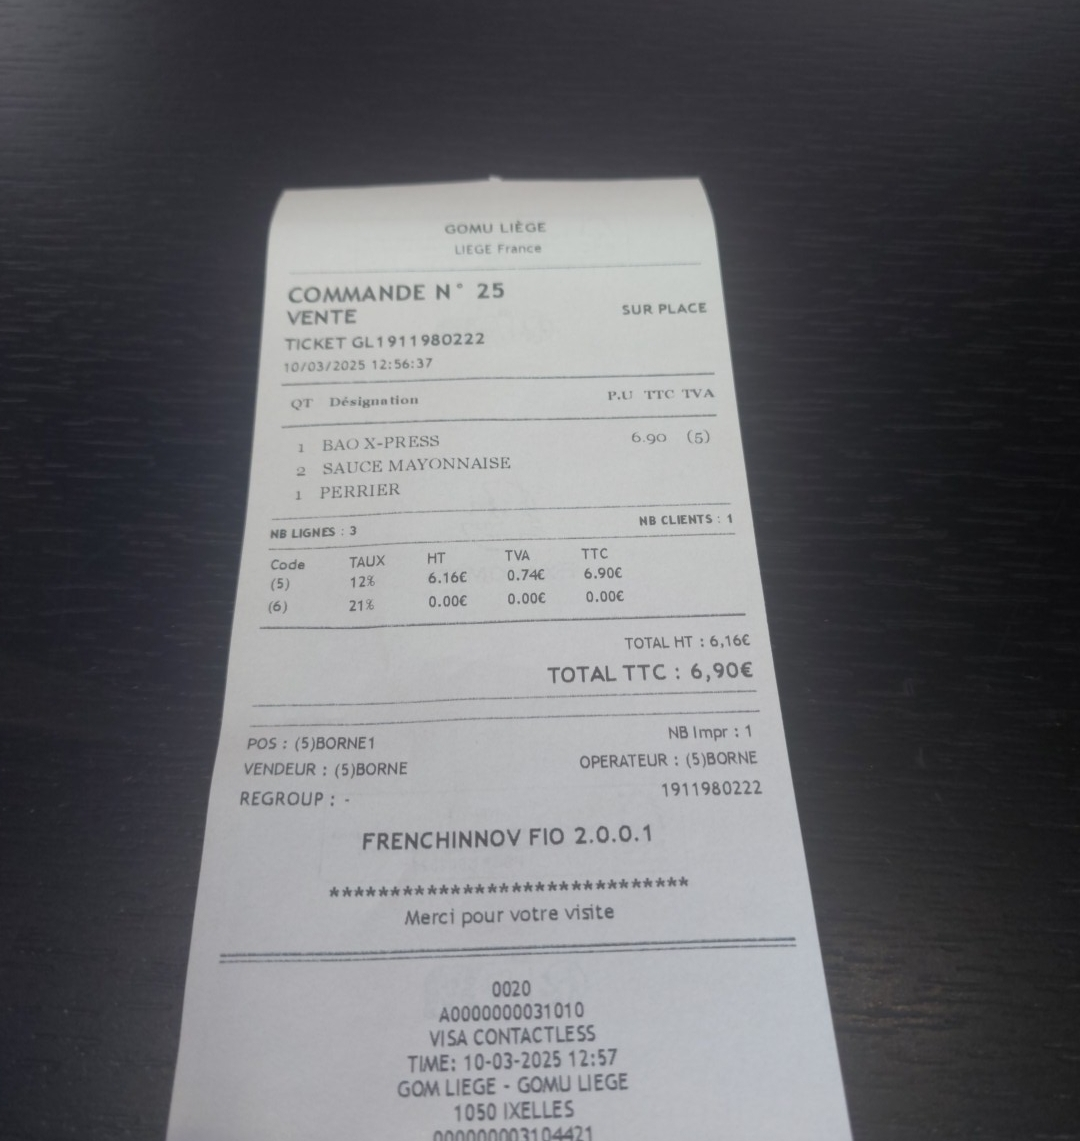 GOMU LIÈGE
LIEGE France
COMMANDE N° 25
VENTE
SUR PLACE
TICKET GL1911980222
10/03/2025 12:56:37
QT Désignation P.U TTC TVA
1 BAO X-PRESS 6.90 (5)
2 SAUCE MAYONNAISE
1 PERRIER
NB LIGNES : 3 NB CLIENTS : 1
Code TAUX HT TVA TTC
(5) 12% 6.16€ 0.74€ 6.90€
(6) 21% 0.00€ 0.00€ 0.00€
TOTAL HT : 6,16€
TOTAL TTC : 6,90€
POS : (5)BORNE1 NB Impr : 1
VENDEUR : (5)BORNE OPERATEUR : (5)BORNE
REGROUP : - 1911980222
FRENCHINNOV FIO 2.0.0.1
******************************
Merci pour votre visite
0020
A0000000031010
VISA CONTACTLESS
TIME: 10-03-2025 12:57
GOM LIEGE - GOMU LIEGE
1050 IXELLES
000000003104421